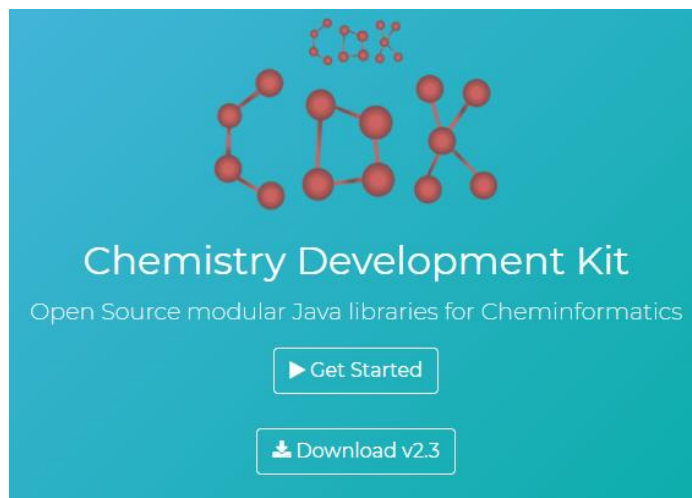 CDK
CDK
Chemistry Development Kit
Open Source modular Java libraries for Cheminformatics
Get Started
Download v2.3